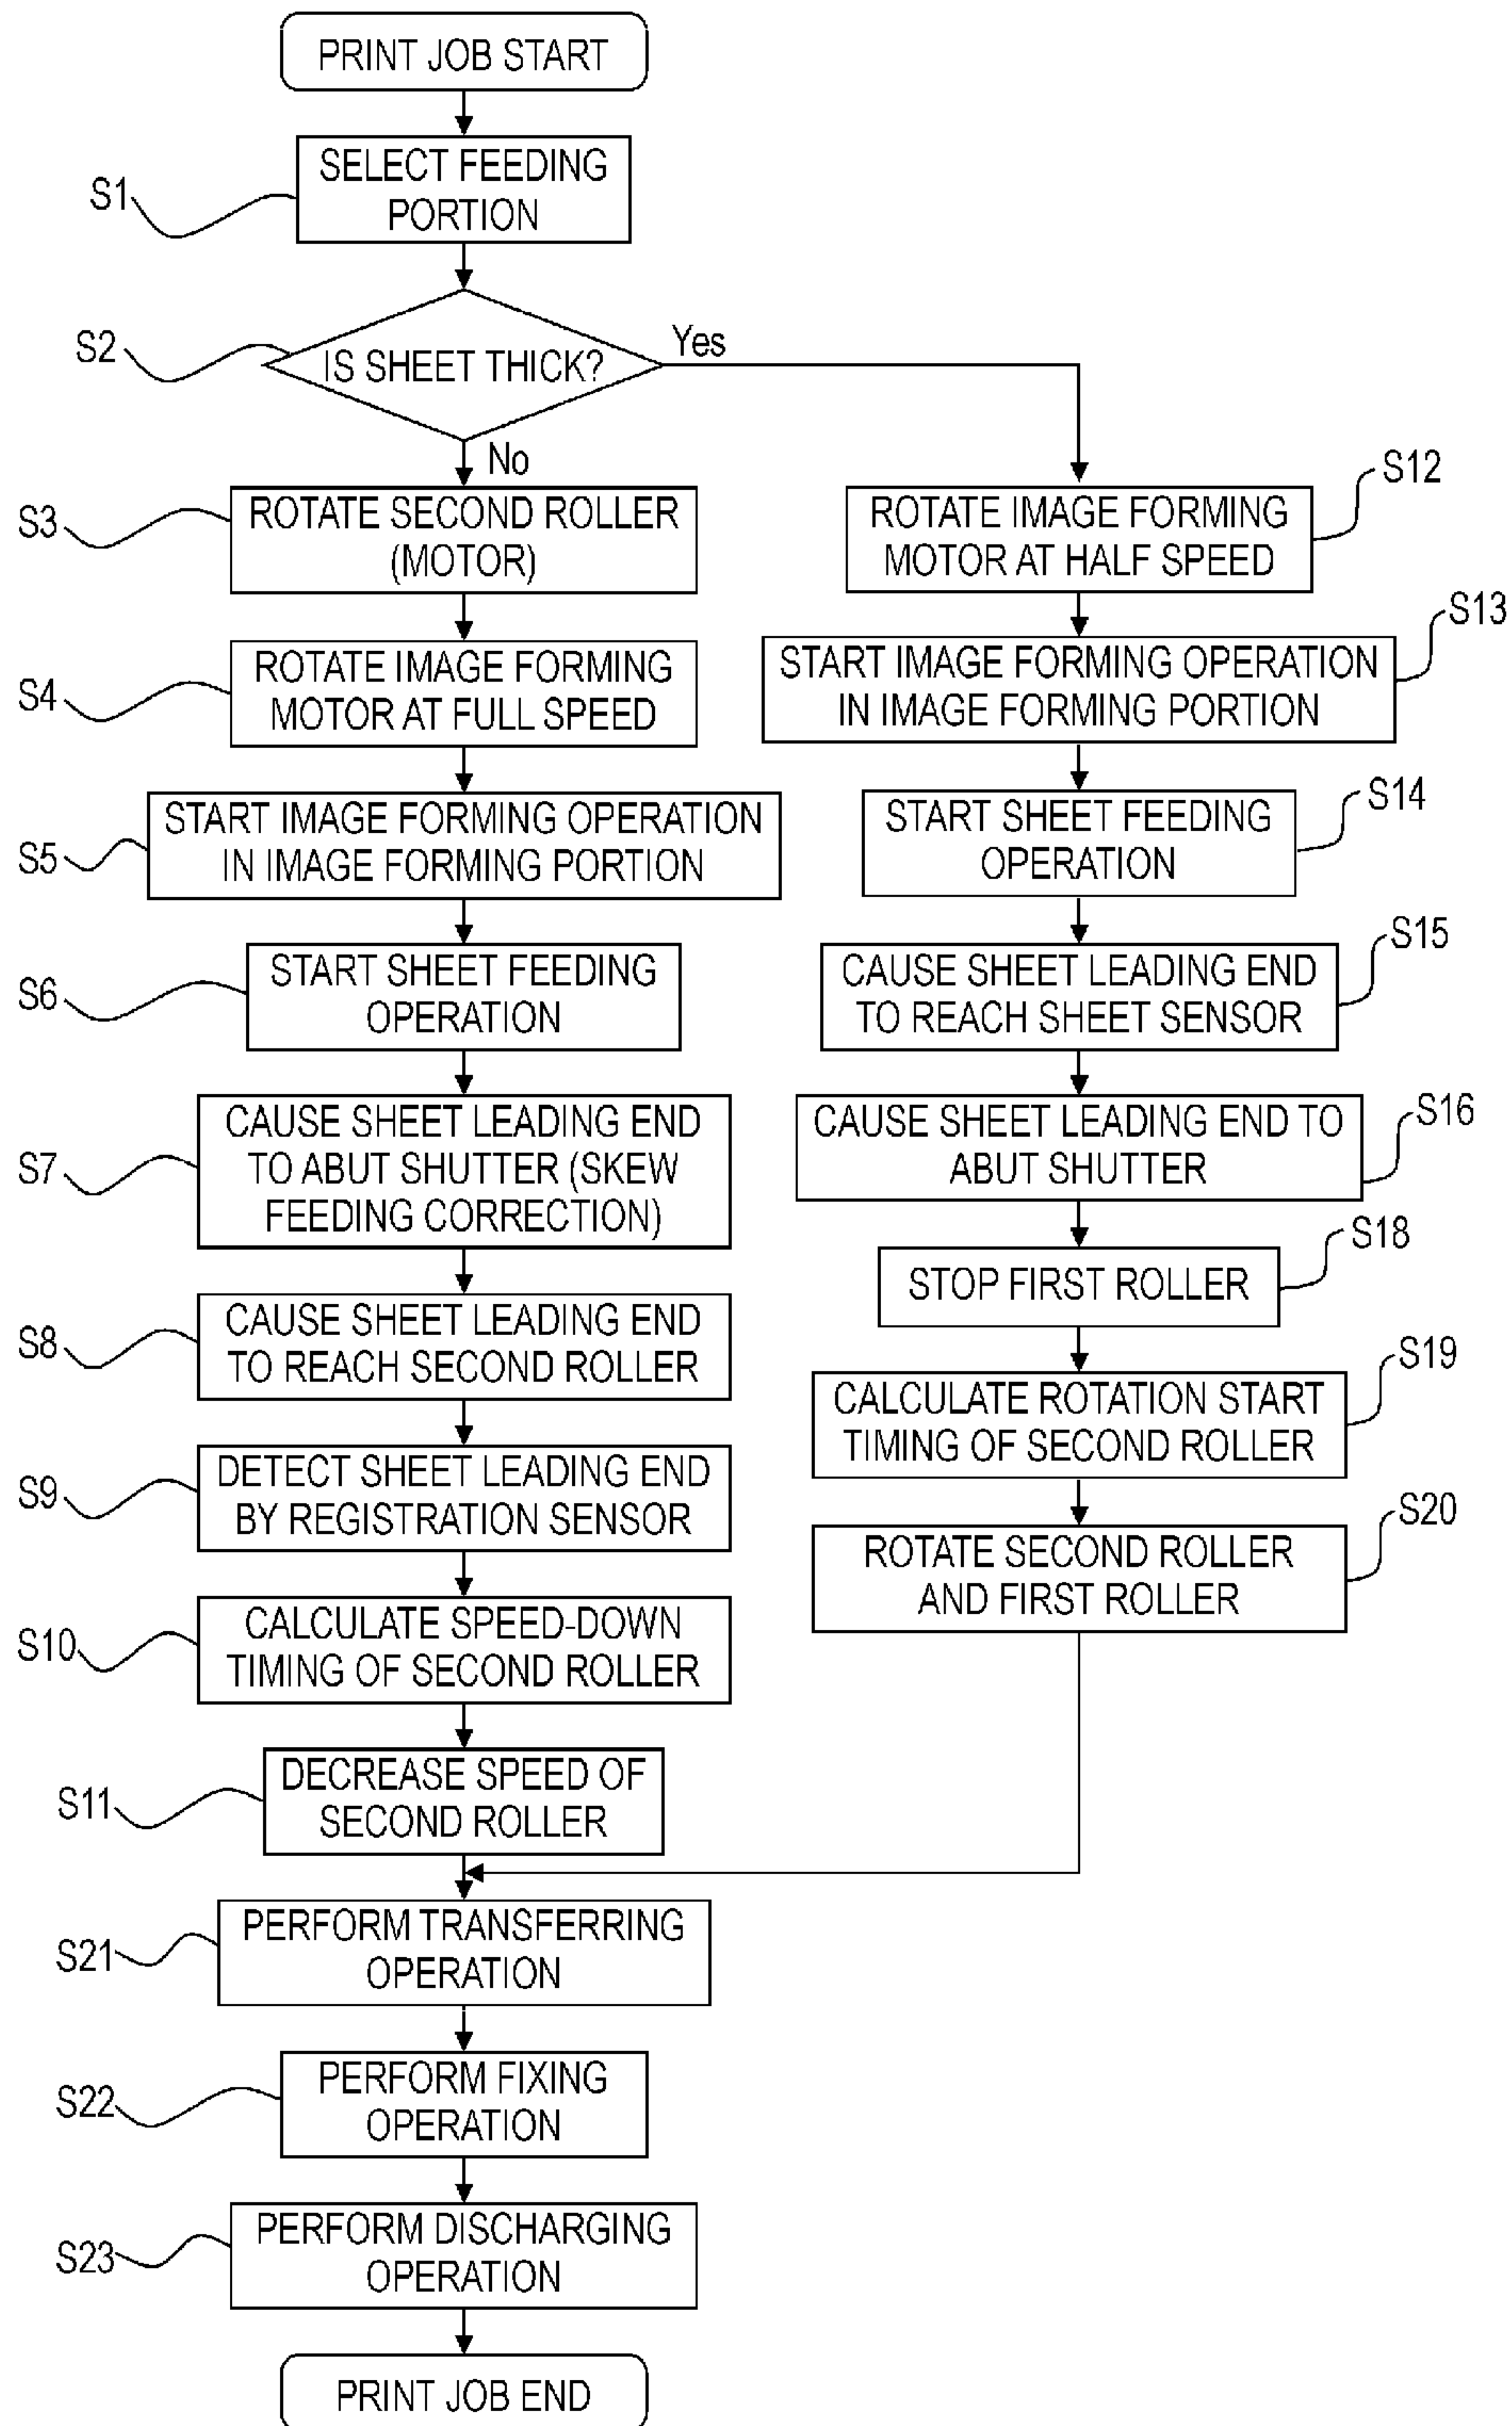 PRINT JOB START
S1
SELECT FEEDING
PORTION
S2
IS SHEET THICK?
Yes
No
S3
ROTATE SECOND ROLLER
(MOTOR)
S4
ROTATE IMAGE FORMING
MOTOR AT FULL SPEED
S5
START IMAGE FORMING OPERATION
IN IMAGE FORMING PORTION
S6
START SHEET FEEDING
OPERATION
S7
CAUSE SHEET LEADING END
TO ABUT SHUTTER (SKEW
FEEDING CORRECTION)
S8
CAUSE SHEET LEADING END
TO REACH SECOND ROLLER
S9
DETECT SHEET LEADING END
BY REGISTRATION SENSOR
S10
CALCULATE SPEED-DOWN
TIMING OF SECOND ROLLER
S11
DECREASE SPEED OF
SECOND ROLLER
S12
ROTATE IMAGE FORMING
MOTOR AT HALF SPEED
S13
START IMAGE FORMING OPERATION
IN IMAGE FORMING PORTION
S14
START SHEET FEEDING
OPERATION
S15
CAUSE SHEET LEADING END
TO REACH SHEET SENSOR
S16
CAUSE SHEET LEADING END TO
ABUT SHUTTER
S18
STOP FIRST ROLLER
S19
CALCULATE ROTATION START
TIMING OF SECOND ROLLER
S20
ROTATE SECOND ROLLER
AND FIRST ROLLER
S21
PERFORM TRANSFERRING
OPERATION
S22
PERFORM FIXING
OPERATION
S23
PERFORM DISCHARGING
OPERATION
PRINT JOB END